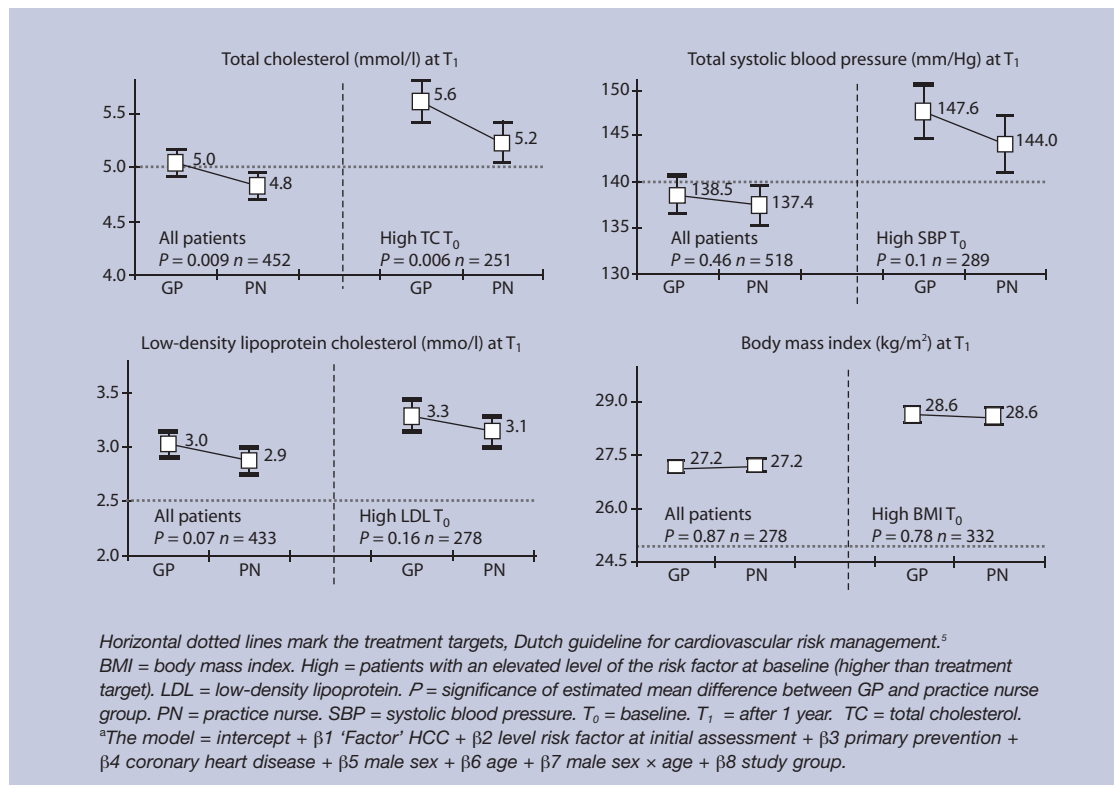 Total cholesterol (mmol/l) at T1
5.5
5.0
4.5
4.0
5.0
4.8
5.6
5.2
All patients
P = 0.009 n = 452
High TC T0
P = 0.006 n = 251
GP PN GP PN
Total systolic blood pressure (mm/Hg) at T1
150
145
140
135
130
138.5
137.4
147.6
144.0
All patients
P = 0.46 n = 518
High SBP T0
P = 0.1 n = 289
GP PN GP PN
Low-density lipoprotein cholesterol (mmo/l) at T1
3.5
3.0
2.5
2.0
3.0
2.9
3.3
3.1
All patients
P = 0.07 n = 433
High LDL T0
P = 0.16 n = 278
GP PN GP PN
Body mass index (kg/m²) at T1
29.0
27.5
26.0
24.5
27.2
27.2
28.6
28.6
All patients
P = 0.87 n = 278
High BMI T0
P = 0.78 n = 332
GP PN GP PN
Horizontal dotted lines mark the treatment targets, Dutch guideline for cardiovascular risk management.⁵
BMI = body mass index. High = patients with an elevated level of the risk factor at baseline (higher than treatment
target). LDL = low-density lipoprotein. P = significance of estimated mean difference between GP and practice nurse
group. PN = practice nurse. SBP = systolic blood pressure. T0 = baseline. T1 = after 1 year. TC = total cholesterol.
ᵃThe model = intercept + β1 ‘Factor’ HCC + β2 level risk factor at initial assessment + β3 primary prevention +
β4 coronary heart disease + β5 male sex + β6 age + β7 male sex × age + β8 study group.